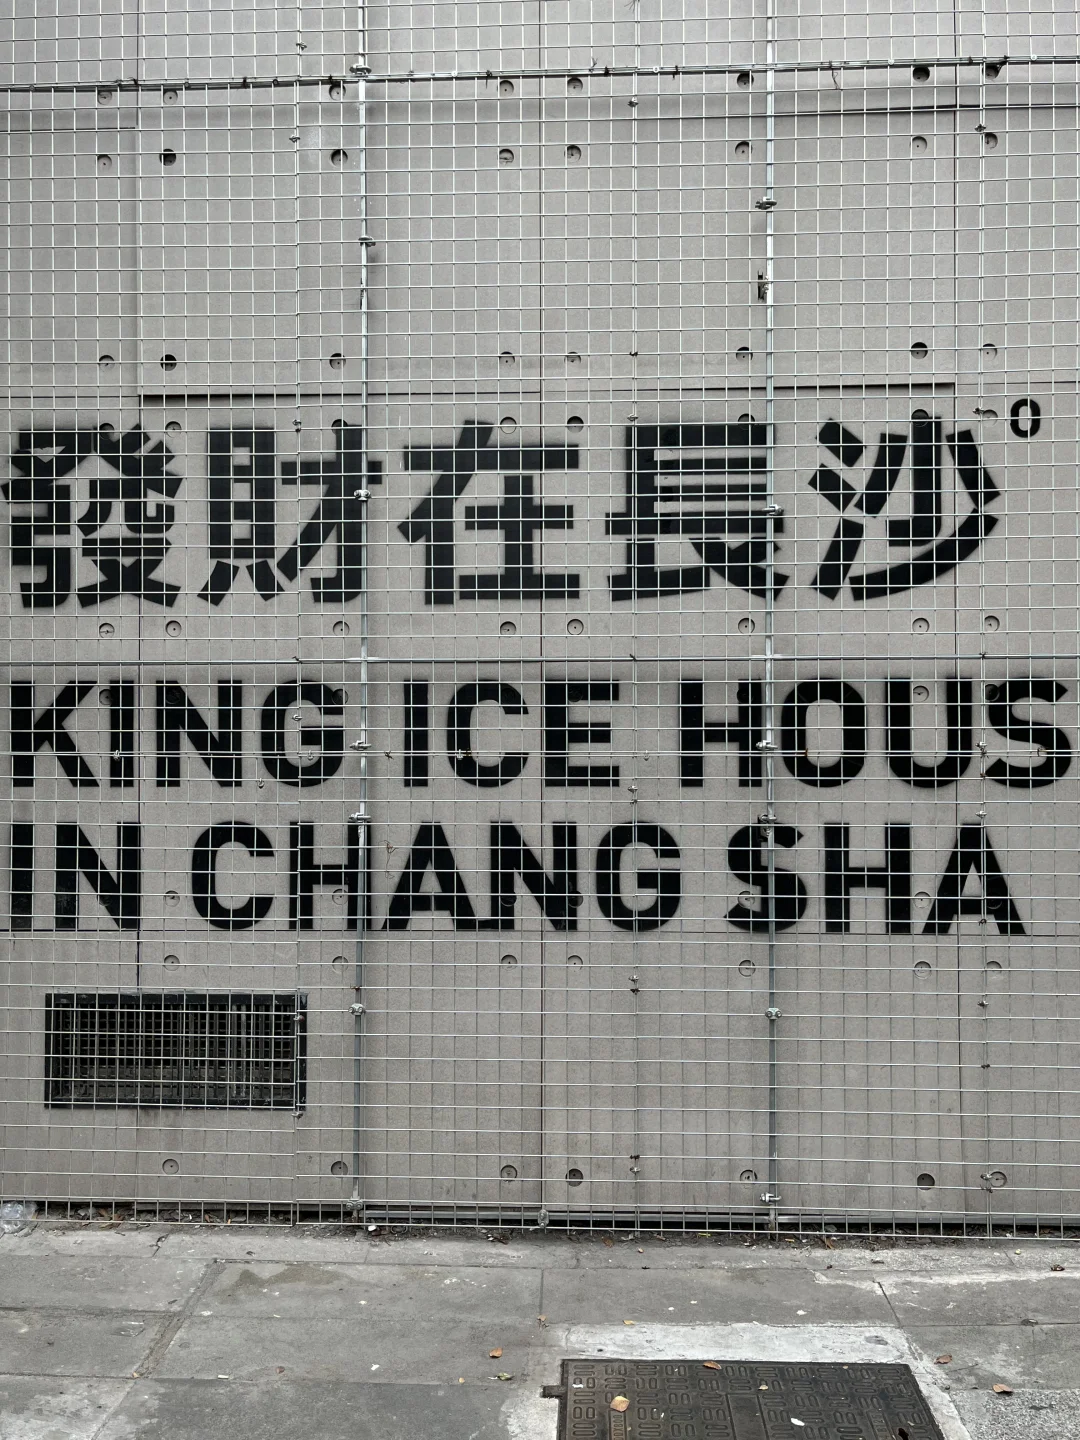 發財在長沙°
KING ICE HOUS
IN CHANG SHA